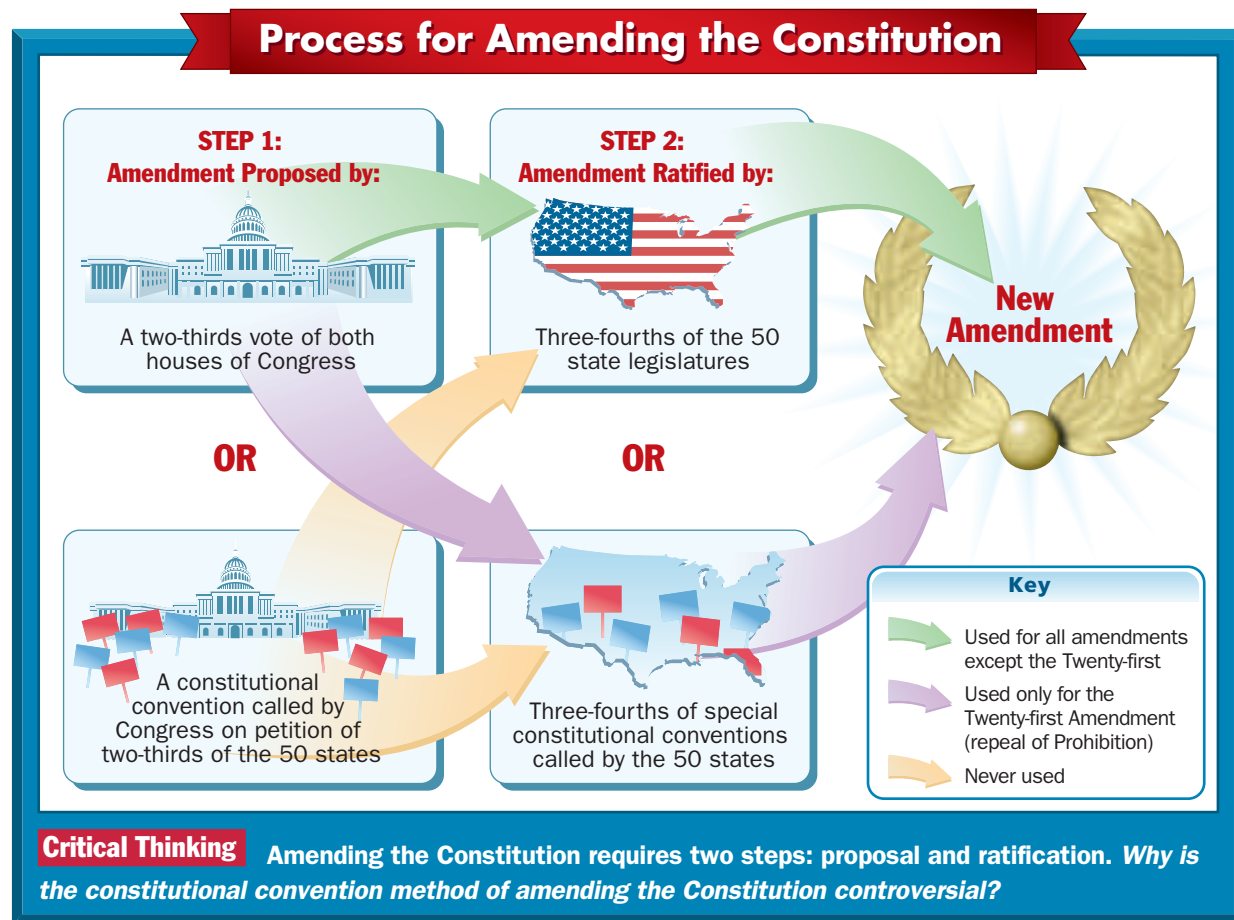 Process for Amending the Constitution
STEP 1:
Amendment Proposed by:
A two-thirds vote of both
houses of Congress
OR
A constitutional
convention called by
Congress on petition of
two-thirds of the 50 states
STEP 2:
Amendment Ratified by:
Three-fourths of the 50
state legislatures
OR
Three-fourths of special
constitutional conventions
called by the 50 states
New
Amendment
Key
Used for all amendments
except the Twenty-first
Used only for the
Twenty-first Amendment
(repeal of Prohibition)
Never used
Critical Thinking Amending the Constitution requires two steps: proposal and ratification. Why is
the constitutional convention method of amending the Constitution controversial?